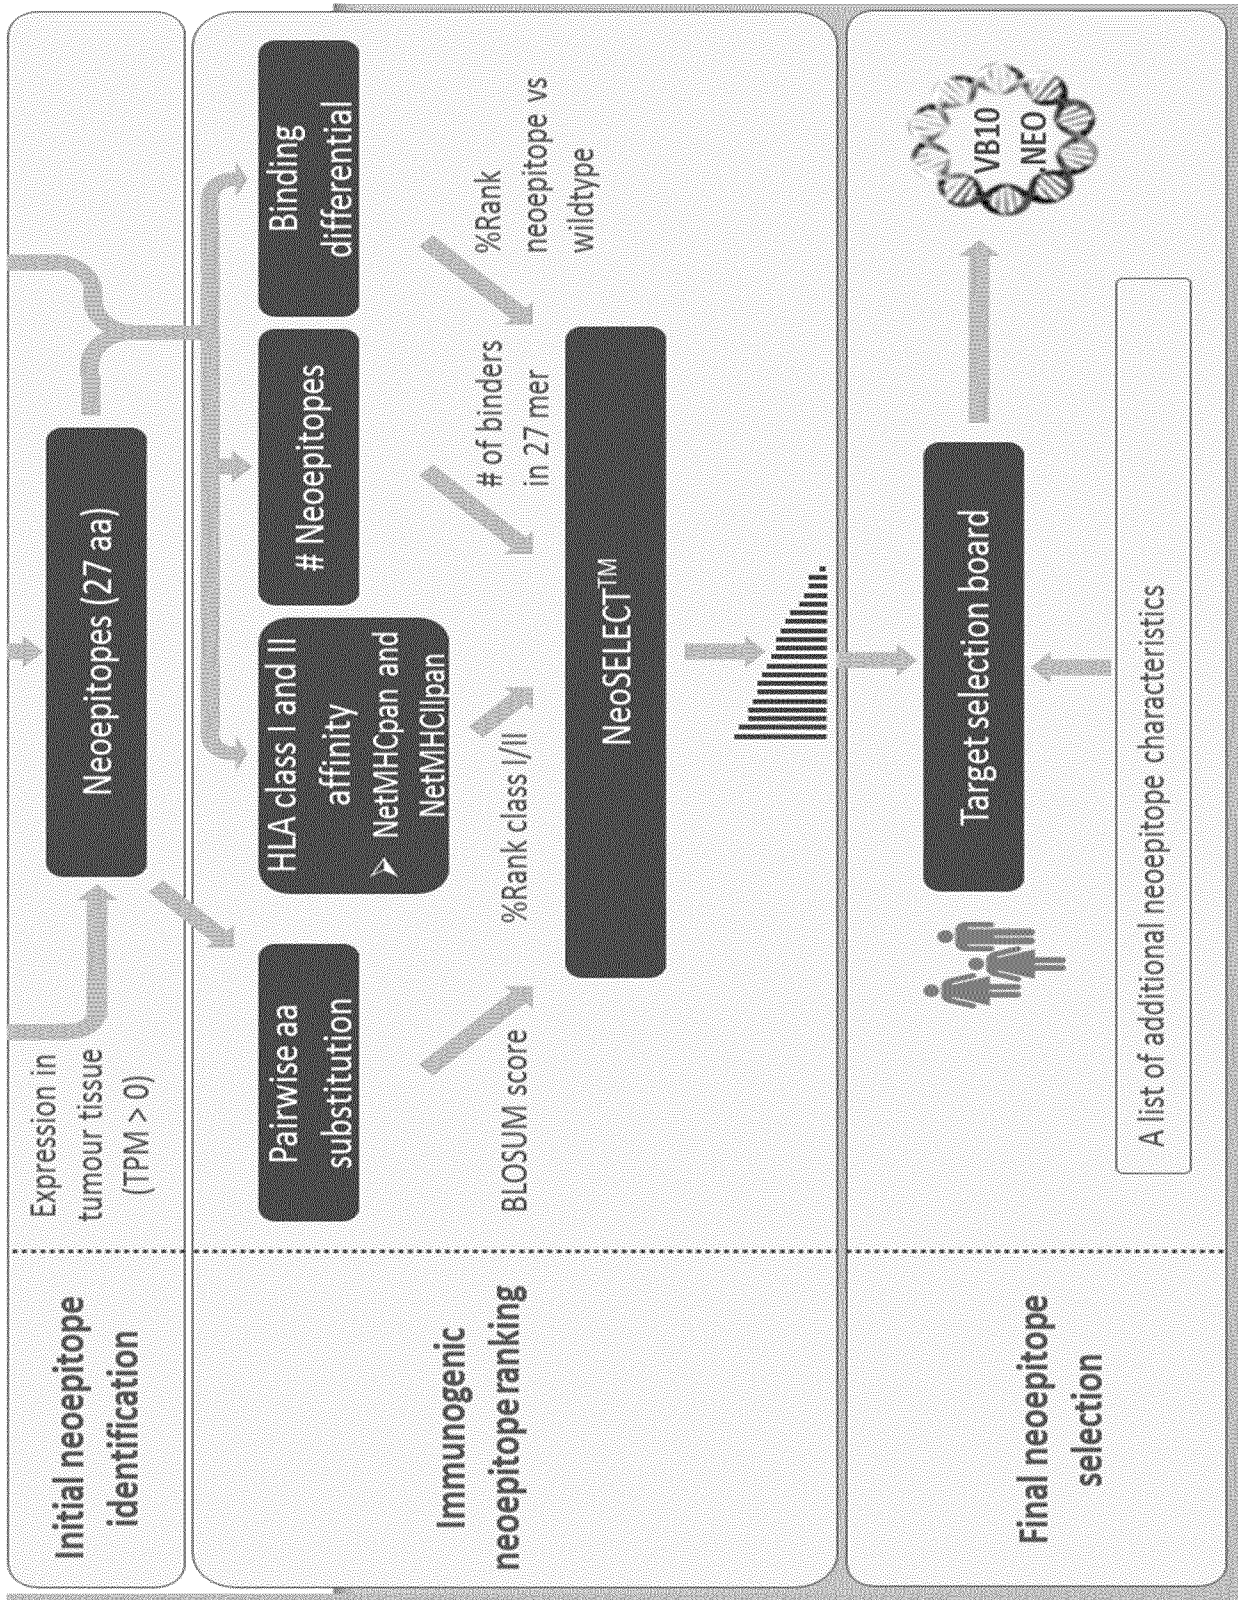 Initial neoepitope
identification
Expression in
tumour tissue
(TPM > 0)
Neoepitopes (27 aa)
Immunogenic
neoepitope ranking
Pairwise aa
substitution
HLA class I and II
affinity
➢ NetMHCpan and
NetMHCIIpan
# Neoepitopes
Binding
differential
BLOSUM score
%Rank class I/II
# of binders
in 27 mer
%Rank
neoepitope vs
wildtype
NeoSELECT™
Final neoepitope
selection
Target selection board
VB10
.NEO
A list of additional neoepitope characteristics